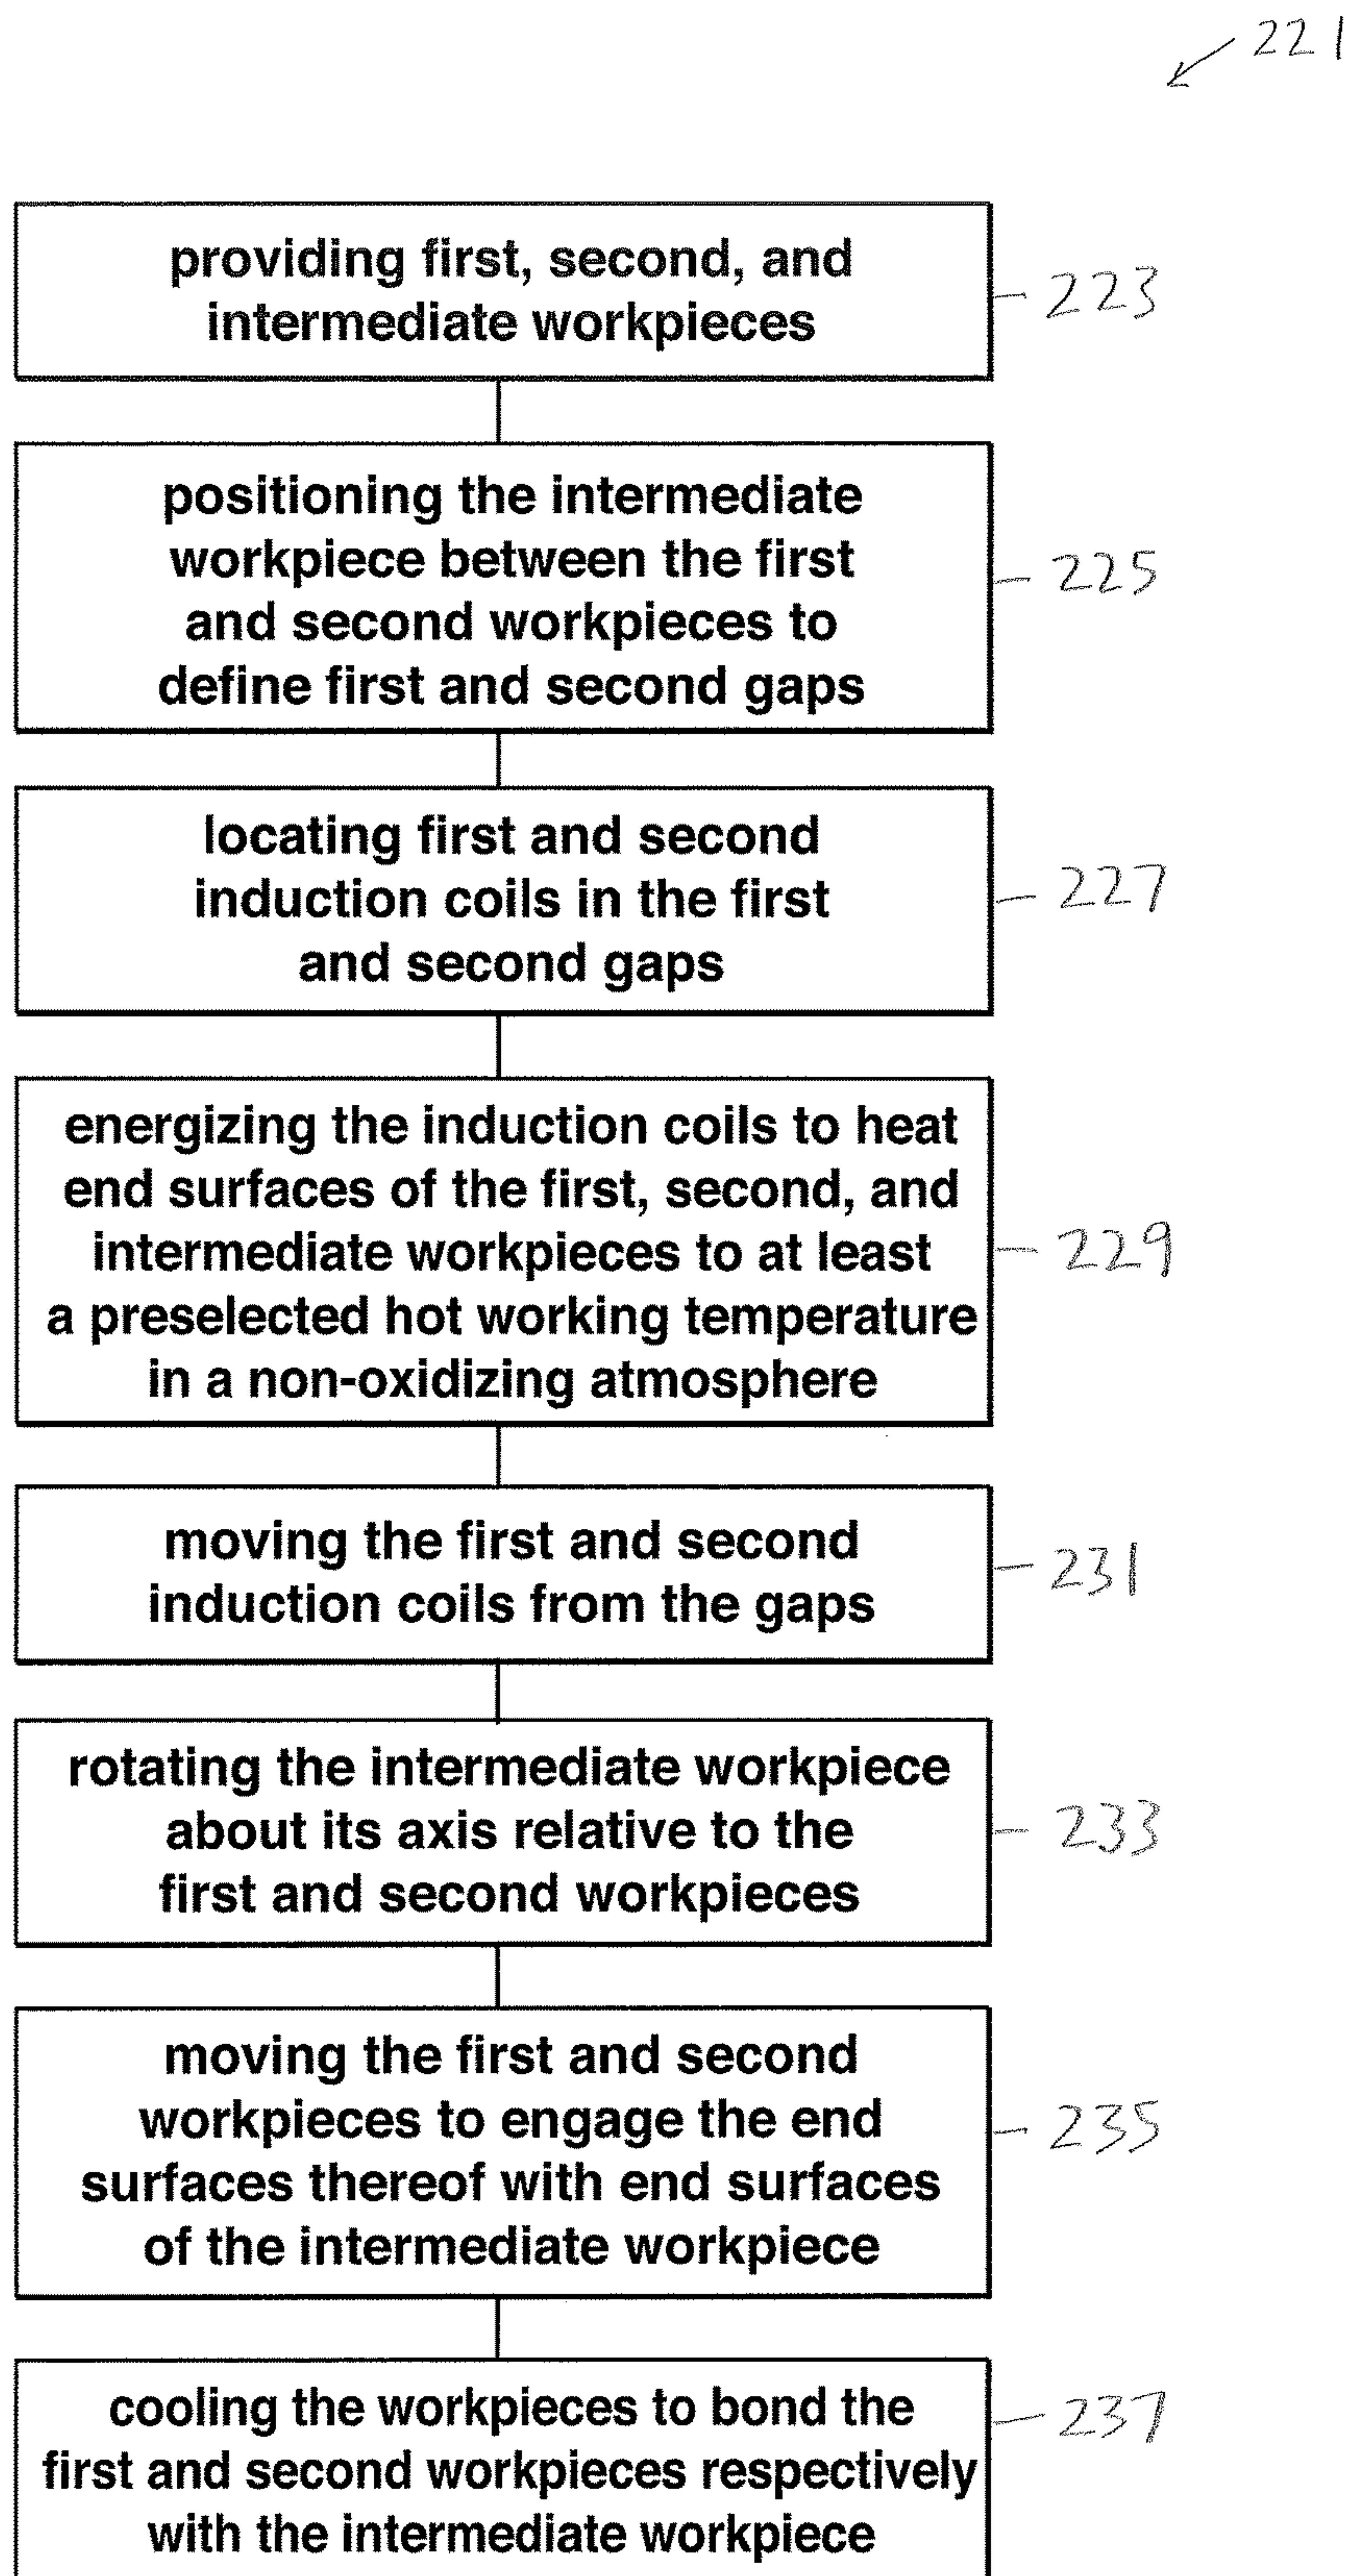 221
providing first, second, and
intermediate workpieces
223
positioning the intermediate
workpiece between the first
and second workpieces to
define first and second gaps
225
locating first and second
induction coils in the first
and second gaps
227
energizing the induction coils to heat
end surfaces of the first, second, and
intermediate workpieces to at least
a preselected hot working temperature
in a non-oxidizing atmosphere
229
moving the first and second
induction coils from the gaps
231
rotating the intermediate workpiece
about its axis relative to the
first and second workpieces
233
moving the first and second
workpieces to engage the end
surfaces thereof with end surfaces
of the intermediate workpiece
235
cooling the workpieces to bond the
first and second workpieces respectively
with the intermediate workpiece
237